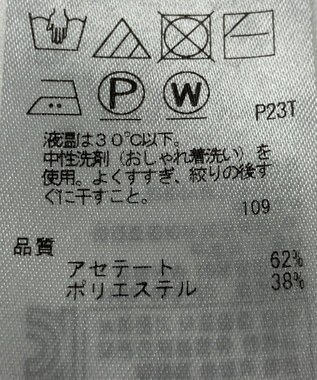 P W
P23T
液温は30℃以下。
中性洗剤（おしゃれ着洗い）を
使用。よくすすぎ、絞りの後す
ぐに干すこと。
109
品質
アセテート 62%
ポリエステル 38%